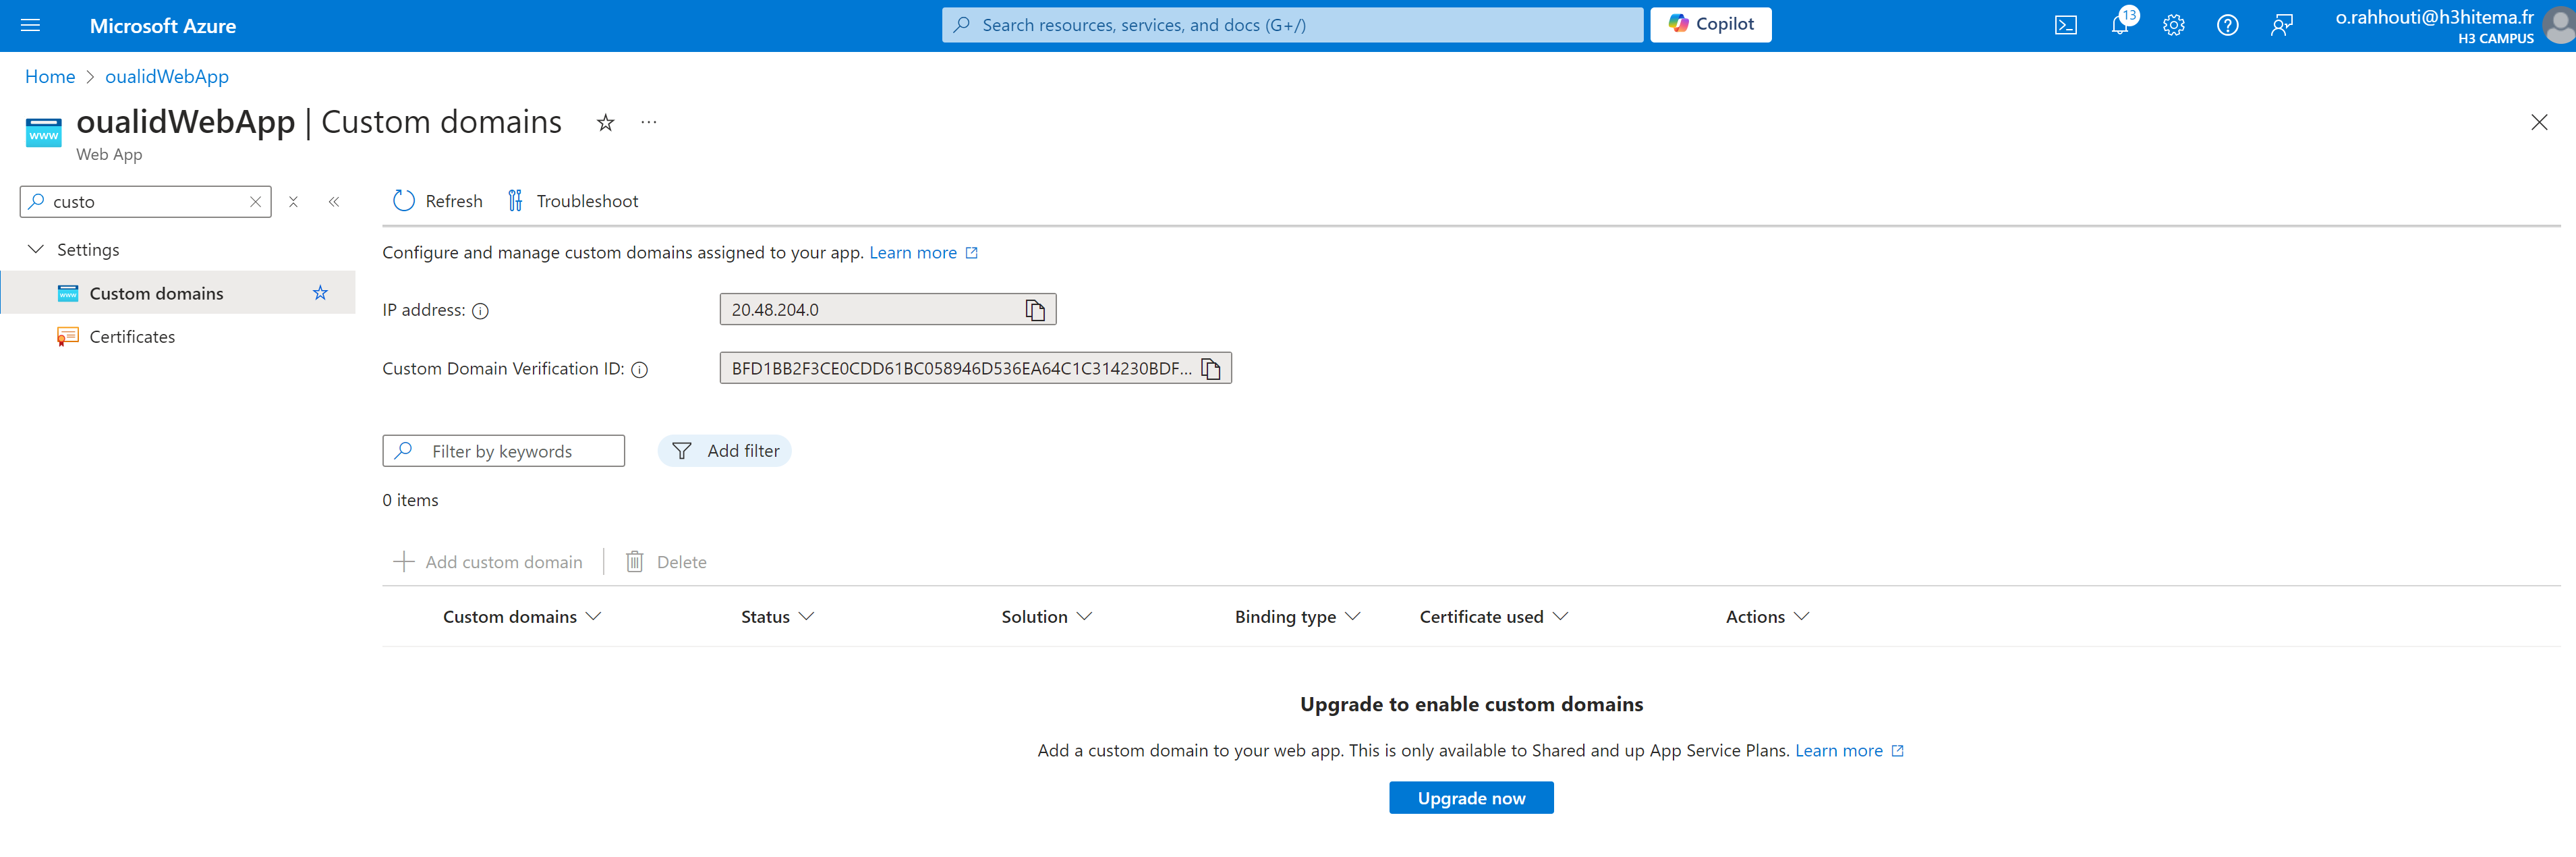 Microsoft Azure
Search resources, services, and docs (G+/)
Copilot
13
o.rahhouti@h3hitema.fr
H3 CAMPUS
Home > oualidWebApp
oualidWebApp | Custom domains
Web App
custo
Refresh
Troubleshoot
Settings
Custom domains
Certificates
Configure and manage custom domains assigned to your app. Learn more
IP address:
20.48.204.0
Custom Domain Verification ID:
BFD1BB2F3CE0CDD61BC058946D536EA64C1C314230BDF...
Filter by keywords
Add filter
0 items
Add custom domain
Delete
Custom domains
Status
Solution
Binding type
Certificate used
Actions
Upgrade to enable custom domains
Add a custom domain to your web app. This is only available to Shared and up App Service Plans. Learn more
Upgrade now